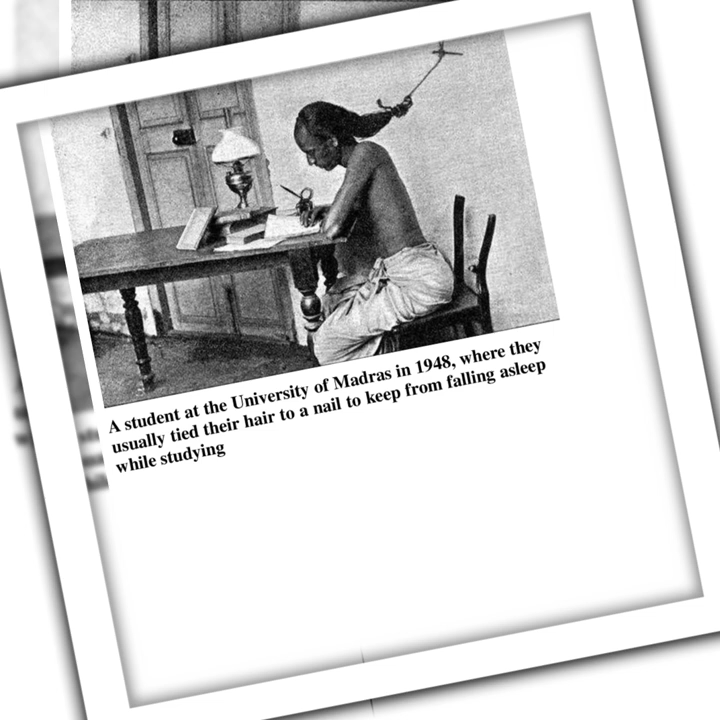 A student at the University of Madras in 1948, where they
usually tied their hair to a nail to keep from falling asleep
while studying